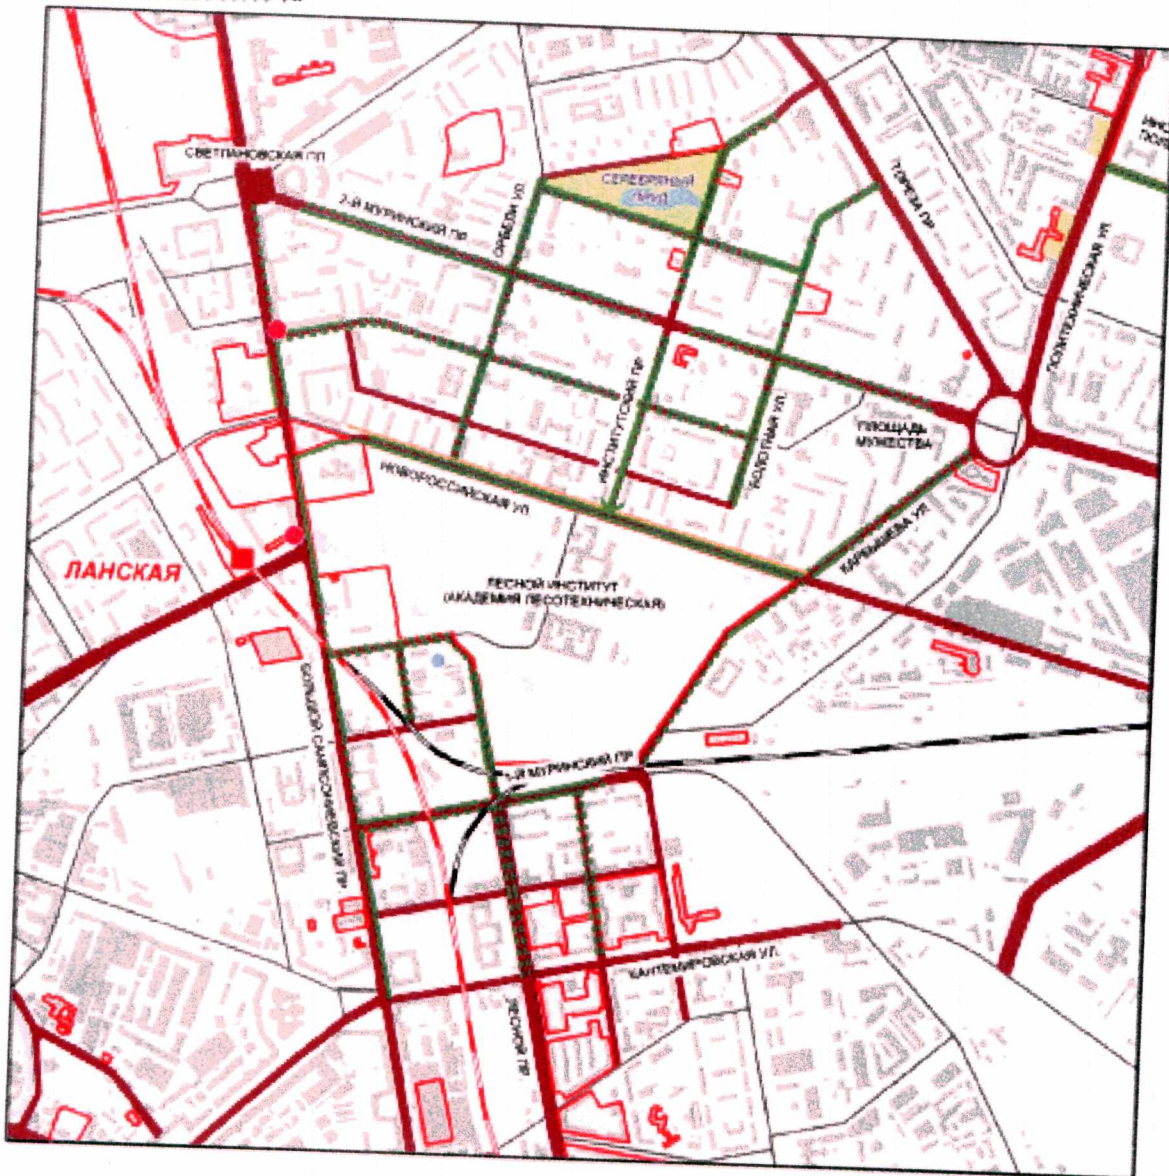 СВЕТЛАНОВСКАЯ ПЛ
2-Й МУРИНСКИЙ ПР
ОРБЕЛИ УЛ
СЕРЕБРЯНЫЙ
ПРУД
ТОРЕЗА ПР
ПОЛИТЕХНИЧЕСКАЯ УЛ
ПЛОЩАДЬ
МУЖЕСТВА
ИНСТИТУТСКИЙ ПР
БОЛОТНАЯ УЛ.
НОВОРОССИЙСКАЯ УЛ
КАРБЫШЕВА УЛ
ЛАНСКАЯ
ЛЕСНОЙ ИНСТИТУТ
(АКАДЕМИЯ ЛЕСОТЕХНИЧЕСКАЯ)
БОЛЬШОЙ САМПСОНИЕВСКИЙ ПР.
1-Й МУРИНСКИЙ ПР
КАНТЕМИРОВСКАЯ УЛ.
ЛЕСНОЙ ПР.